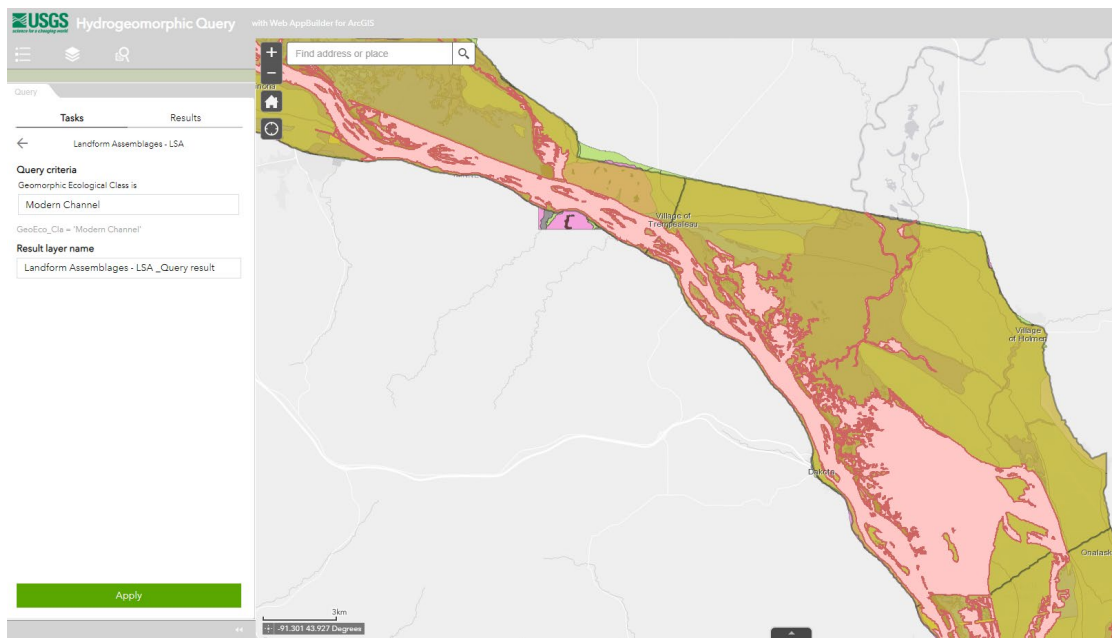 USGS
science for a changing world
Hydrogeomorphic Query
with Web AppBuilder for ArcGIS
Query
Tasks
Results
Landform Assemblages - LSA
Query criteria
Geomorphic Ecological Class is
Modern Channel
GeoEco_Cla = 'Modern Channel'
Result layer name
Landform Assemblages - LSA _Query result
Apply
+
Find address or place
−
Village of
Trempealeau
Village
of Holmen
Dakota
Onalask
3km
-91.301 43.927 Degrees